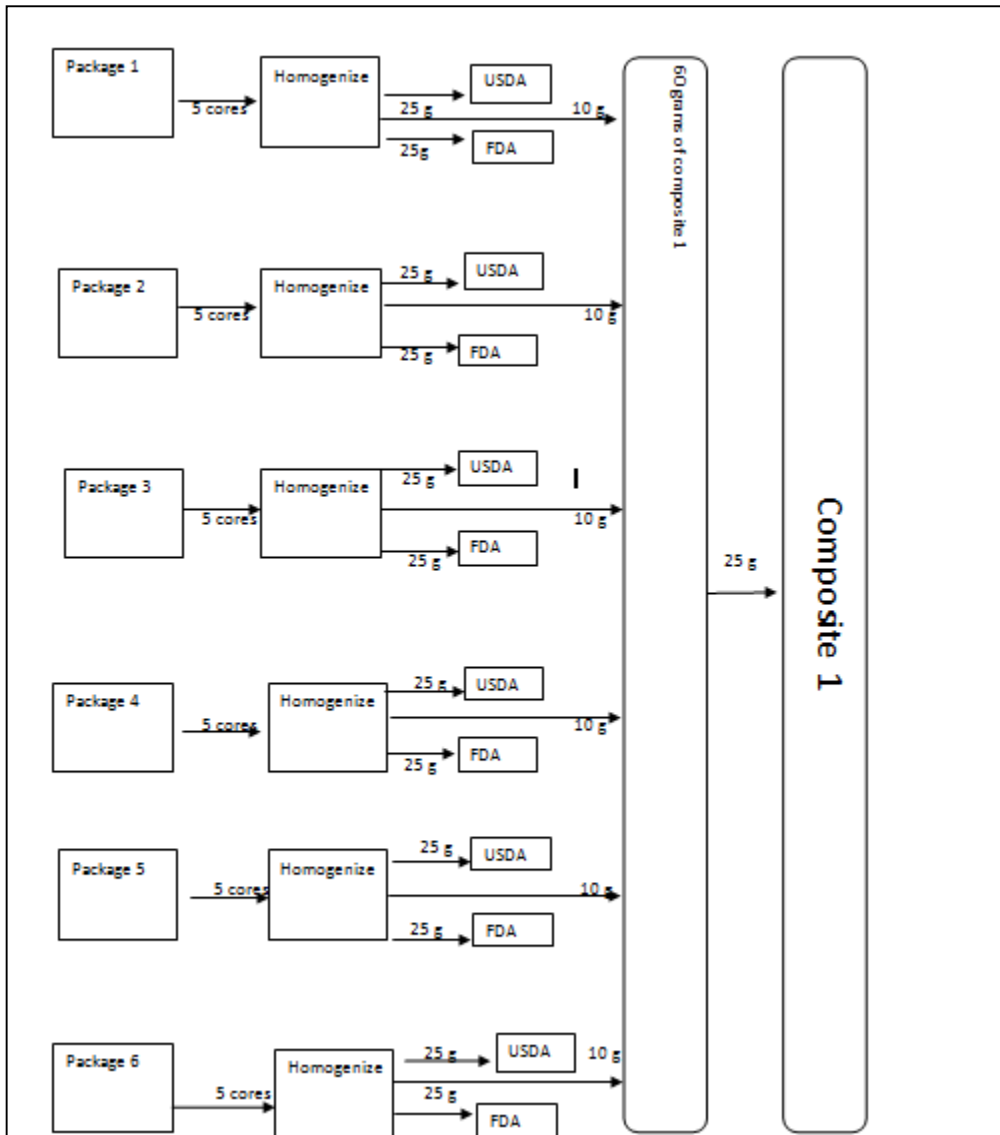 Package 1
5 cores
Homogenize
USDA
25 g
10 g
25g
FDA
60 grams of composite 1
Package 2
5 cores
Homogenize
25 g
USDA
10 g
25 g
FDA
Package 3
5 cores
Homogenize
25 g
USDA
10 g
25 g
FDA
25 g
Composite 1
Package 4
5 cores
Homogenize
25 g
USDA
10 g
25 g
FDA
Package 5
5 cores
Homogenize
25 g
USDA
10 g
25 g
FDA
Package 6
5 cores
Homogenize
25 g
USDA
10 g
25 g
FDA